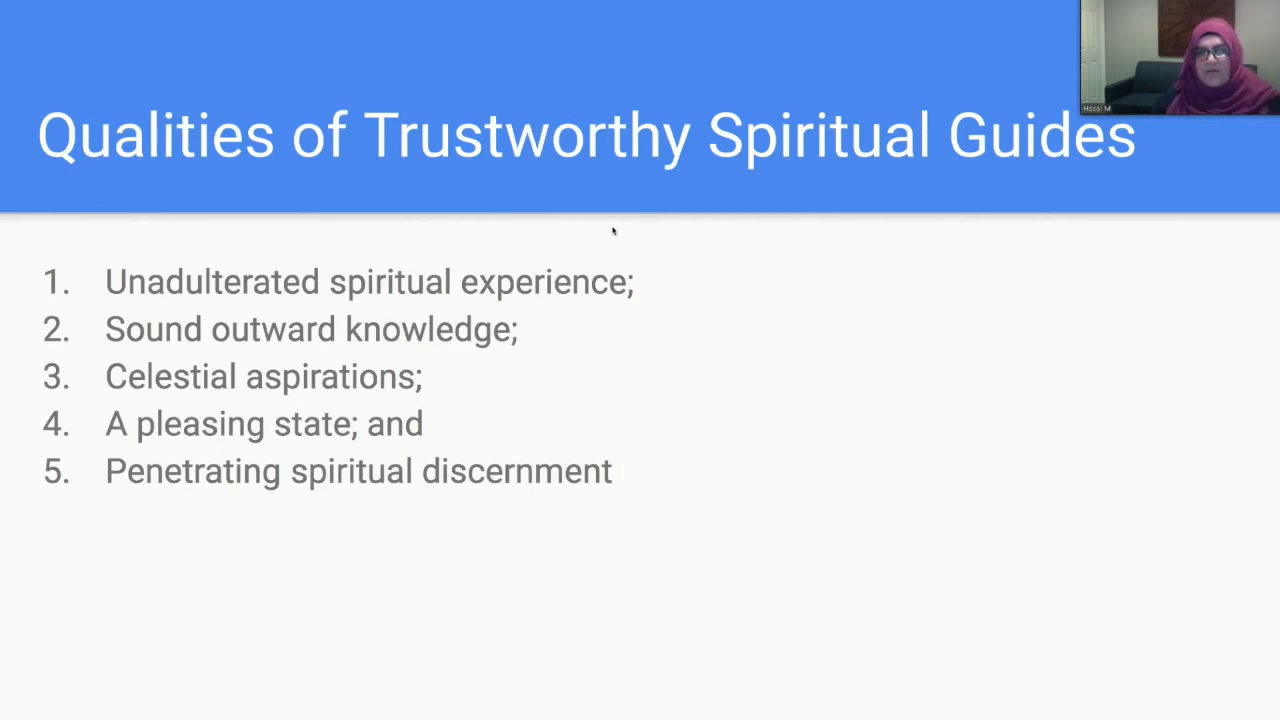 Hosai M
Qualities of Trustworthy Spiritual Guides
1. Unadulterated spiritual experience;
2. Sound outward knowledge;
3. Celestial aspirations;
4. A pleasing state; and
5. Penetrating spiritual discernment